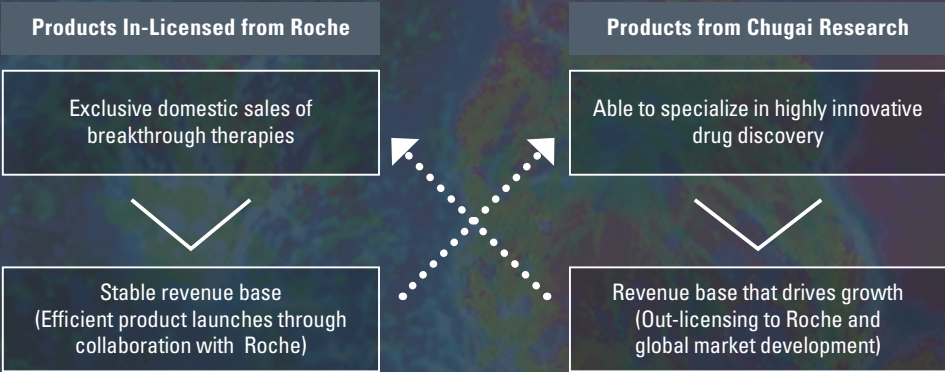 Products In-Licensed from Roche
Exclusive domestic sales of
breakthrough therapies
Stable revenue base
(Efficient product launches through
collaboration with Roche)
Products from Chugai Research
Able to specialize in highly innovative
drug discovery
Revenue base that drives growth
(Out-licensing to Roche and
global market development)